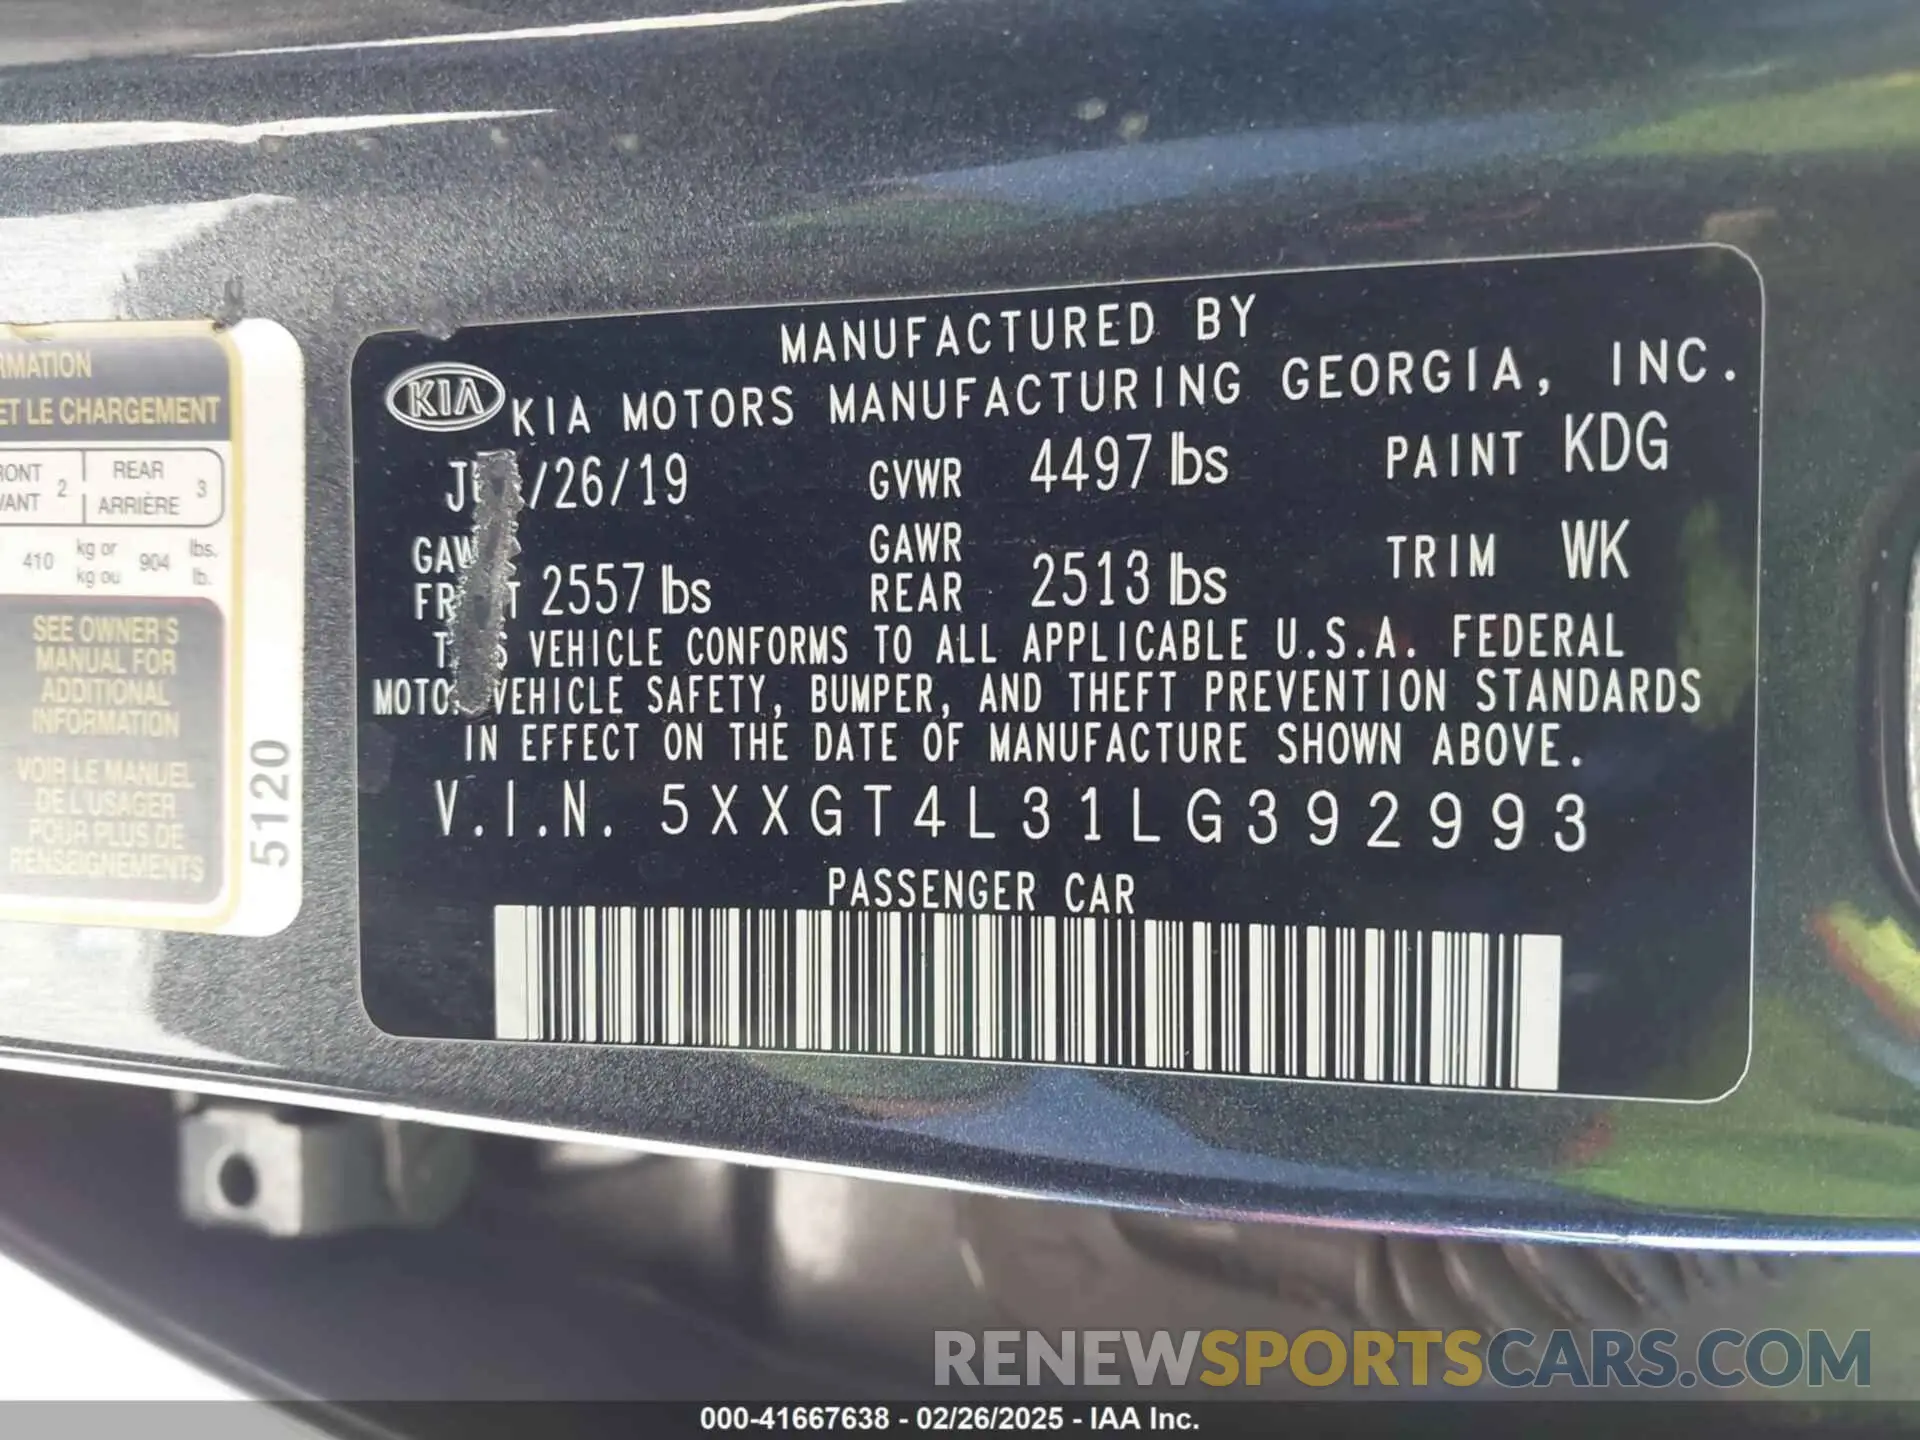 RMATION
ET LE CHARGEMENT
REAR
2 3
ARRIÈRE
410 kg or 904 lbs.
kg ou lb.
SEE OWNER'S
MANUAL FOR
ADDITIONAL
INFORMATION
VOIR LE MANUEL
DE L'USAGER
POUR PLUS DE
RENSEIGNEMENTS
5120
MANUFACTURED BY
KIA KIA MOTORS MANUFACTURING GEORGIA, INC.
/26/19 GVWR 4497 lbs PAINT KDG
GAWR
2557 lbs REAR 2513 lbs TRIM WK
VEHICLE CONFORMS TO ALL APPLICABLE U.S.A. FEDERAL
VEHICLE SAFETY, BUMPER, AND THEFT PREVENTION STANDARDS
IN EFFECT ON THE DATE OF MANUFACTURE SHOWN ABOVE.
V.I.N. 5XXGT4L31LG392993
PASSENGER CAR
RENEWSPORTSCARS.COM
000-41667638 - 02/26/2025 - IAA Inc.